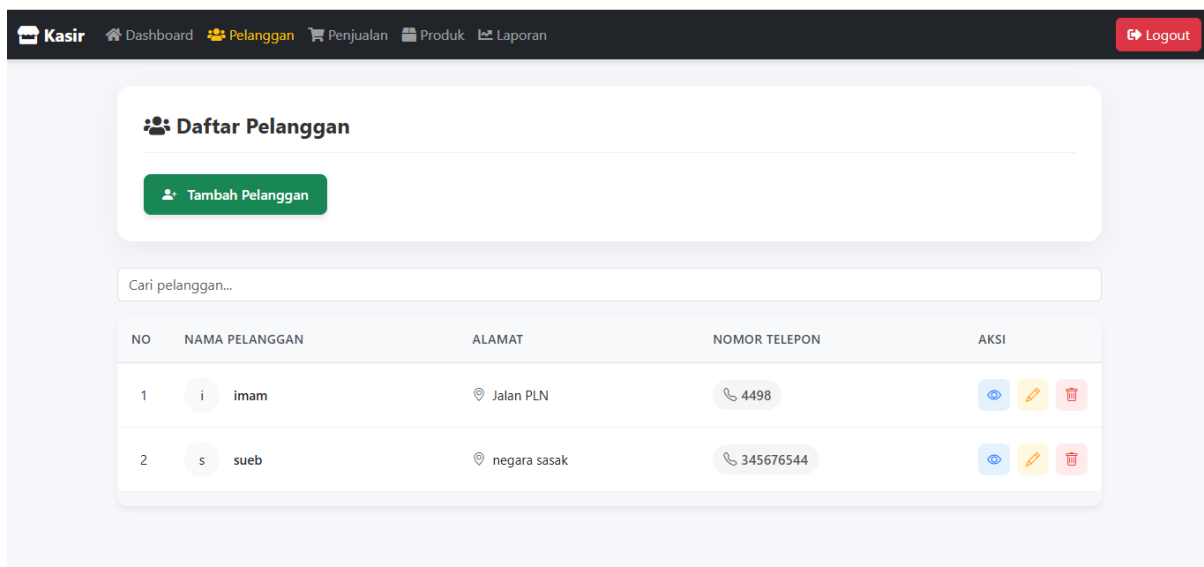 Kasir Dashboard Pelanggan Penjualan Produk Laporan Logout
Daftar Pelanggan
Tambah Pelanggan
Cari pelanggan...
NO NAMA PELANGGAN ALAMAT NOMOR TELEPON AKSI
1 i imam Jalan PLN 4498
2 s sueb negara sasak 345676544